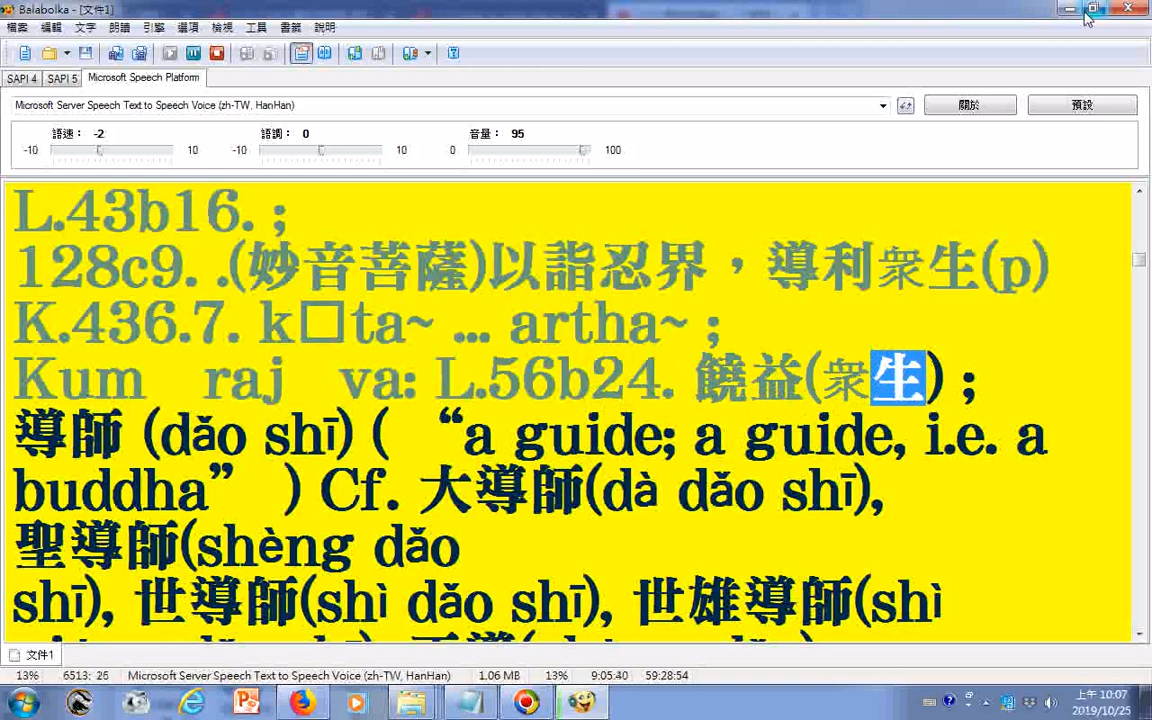 Balabolka - [文件1]
檔案 編輯 文字 朗讀 引擎 選項 檢視 工具 書籤 說明
SAPI 4 SAPI 5 Microsoft Speech Platform
Microsoft Server Speech Text to Speech Voice (zh-TW, HanHan) 關於 預設
語速： -2 語調： 0 音量： 95
-10 10 -10 10 0 100
L.43b16. ;
128c9. .(妙音菩薩)以詣忍界，導利衆生(p)
K.436.7. k□ta~ ... artha~ ;
Kum raj va: L.56b24. 饒益(衆生) ;
導師 (dǎo shī) ( “a guide; a guide, i.e. a
buddha” ) Cf. 大導師(dà dǎo shī),
聖導師(shèng dǎo
shī), 世導師(shì dǎo shī), 世雄導師(shì
文件1
13% 6513: 26 Microsoft Server Speech Text to Speech Voice (zh-TW, HanHan) 1.06 MB 13% 9:05:40 59:28:54
上午 10:07
2019/10/25